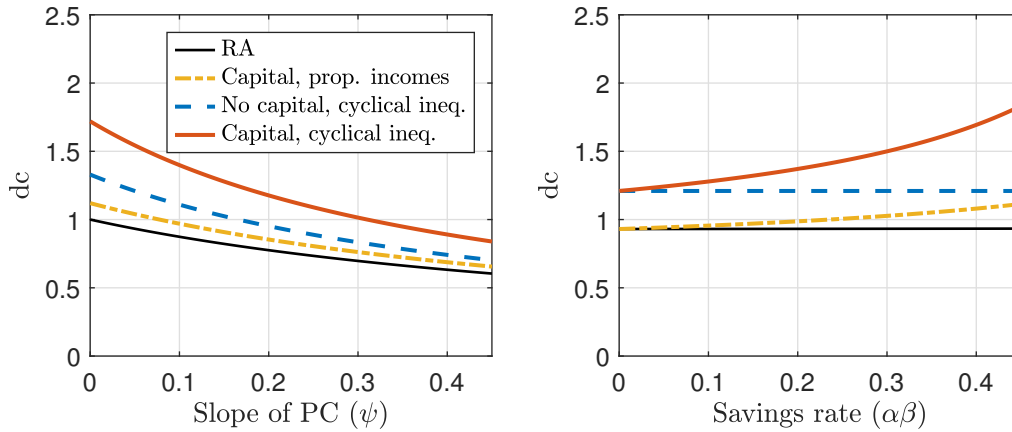 2.5
2
1.5
1
0.5
0
dc
RA
Capital, prop. incomes
No capital, cyclical ineq.
Capital, cyclical ineq.
0 0.1 0.2 0.3 0.4
Slope of PC (ψ)
2.5
2
1.5
1
0.5
0
dc
0 0.1 0.2 0.3 0.4
Savings rate (αβ)